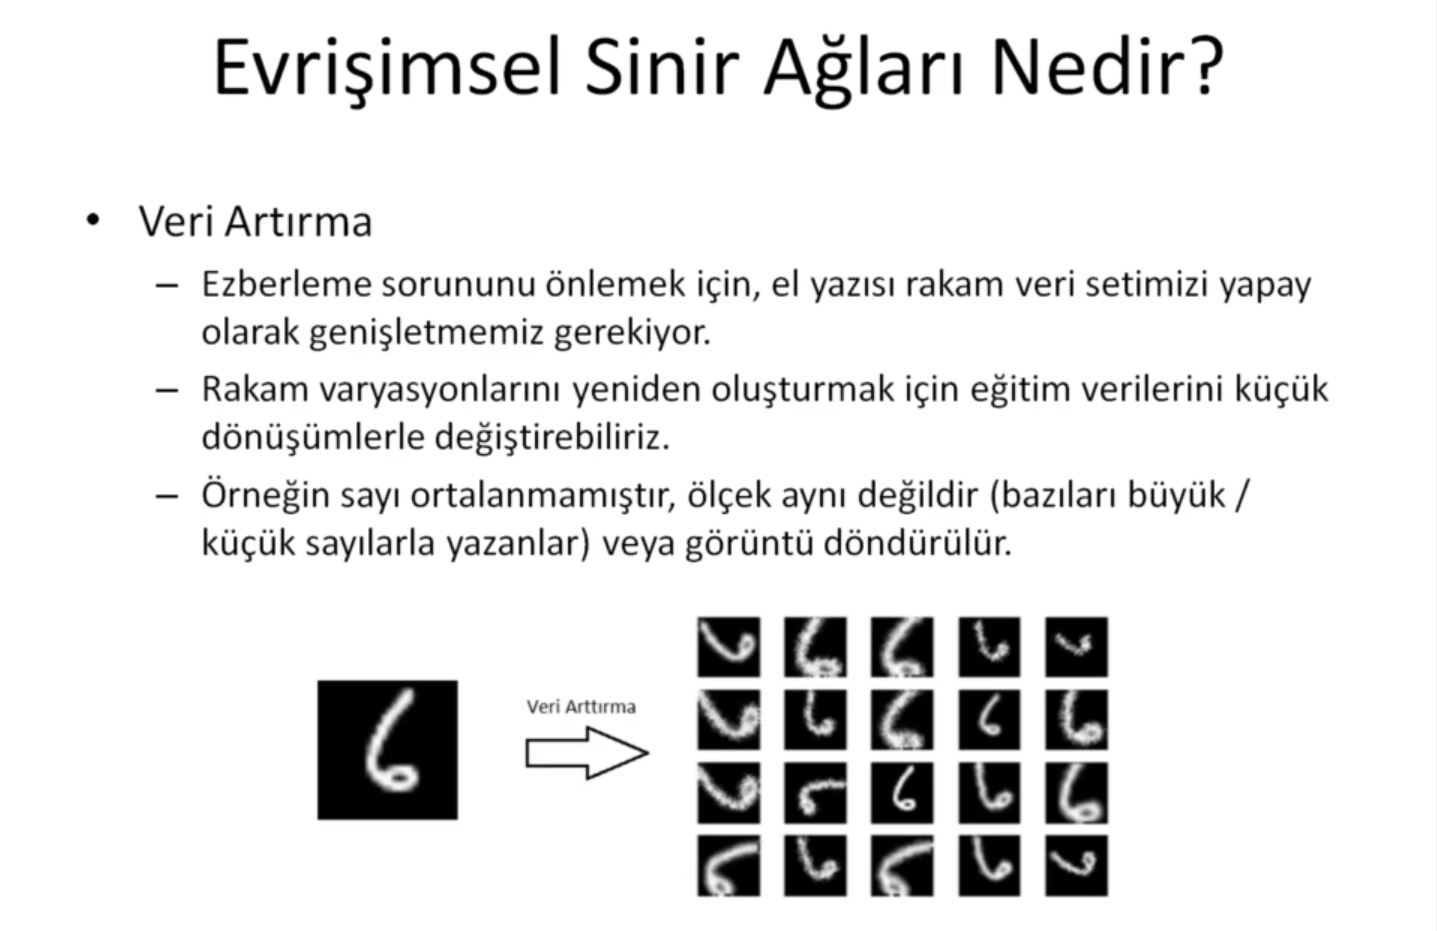 Evrişimsel Sinir Ağları Nedir?
• Veri Artırma
– Ezberleme sorununu önlemek için, el yazısı rakam veri setimizi yapay
olarak genişletmemiz gerekiyor.
– Rakam varyasyonlarını yeniden oluşturmak için eğitim verilerini küçük
dönüşümlerle değiştirebiliriz.
– Örneğin sayı ortalanmamıştır, ölçek aynı değildir (bazıları büyük /
küçük sayılarla yazanlar) veya görüntü döndürülür.
Veri Arttırma
6